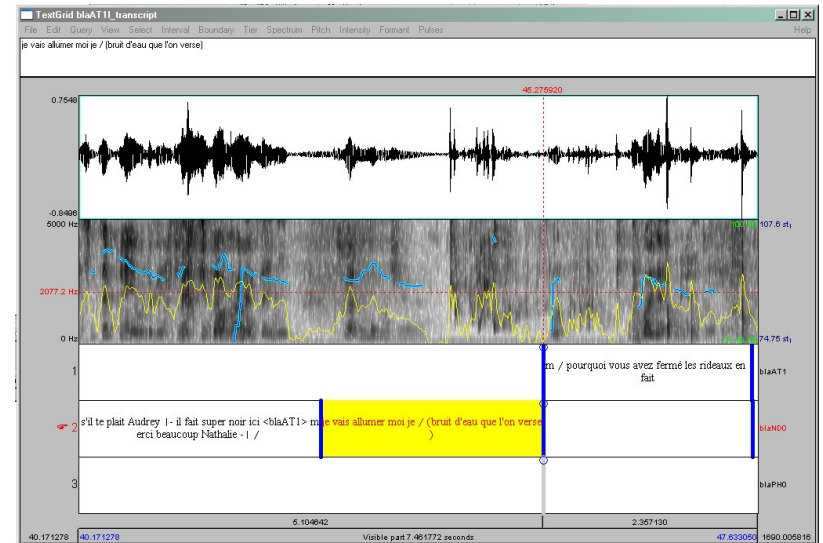 TextGrid blaAT1I_transcript
File Edit Query View Select Interval Boundary Tier Spectrum Pitch Intensity Formant Pulses Help
je vais allumer moi je / (bruit d'eau que l'on verse)
45.275920
0.7548
-0.8496
5000 Hz
107.6 st
2077.2 Hz
0 Hz
74.75 st
1
m / pourquoi vous avez fermé les rideaux en
fait
blaAT1
2
s'il te plait Audrey |- il fait super noir ici <blaAT1> m
erci beaucoup Nathalie - | /
je vais allumer moi je / (bruit d'eau que l'on verse
)
blaND0
3
blaPH0
5.104642
2.357130
40.171278
40.171278
Visible part 7.461772 seconds
47.633050
1690.005816